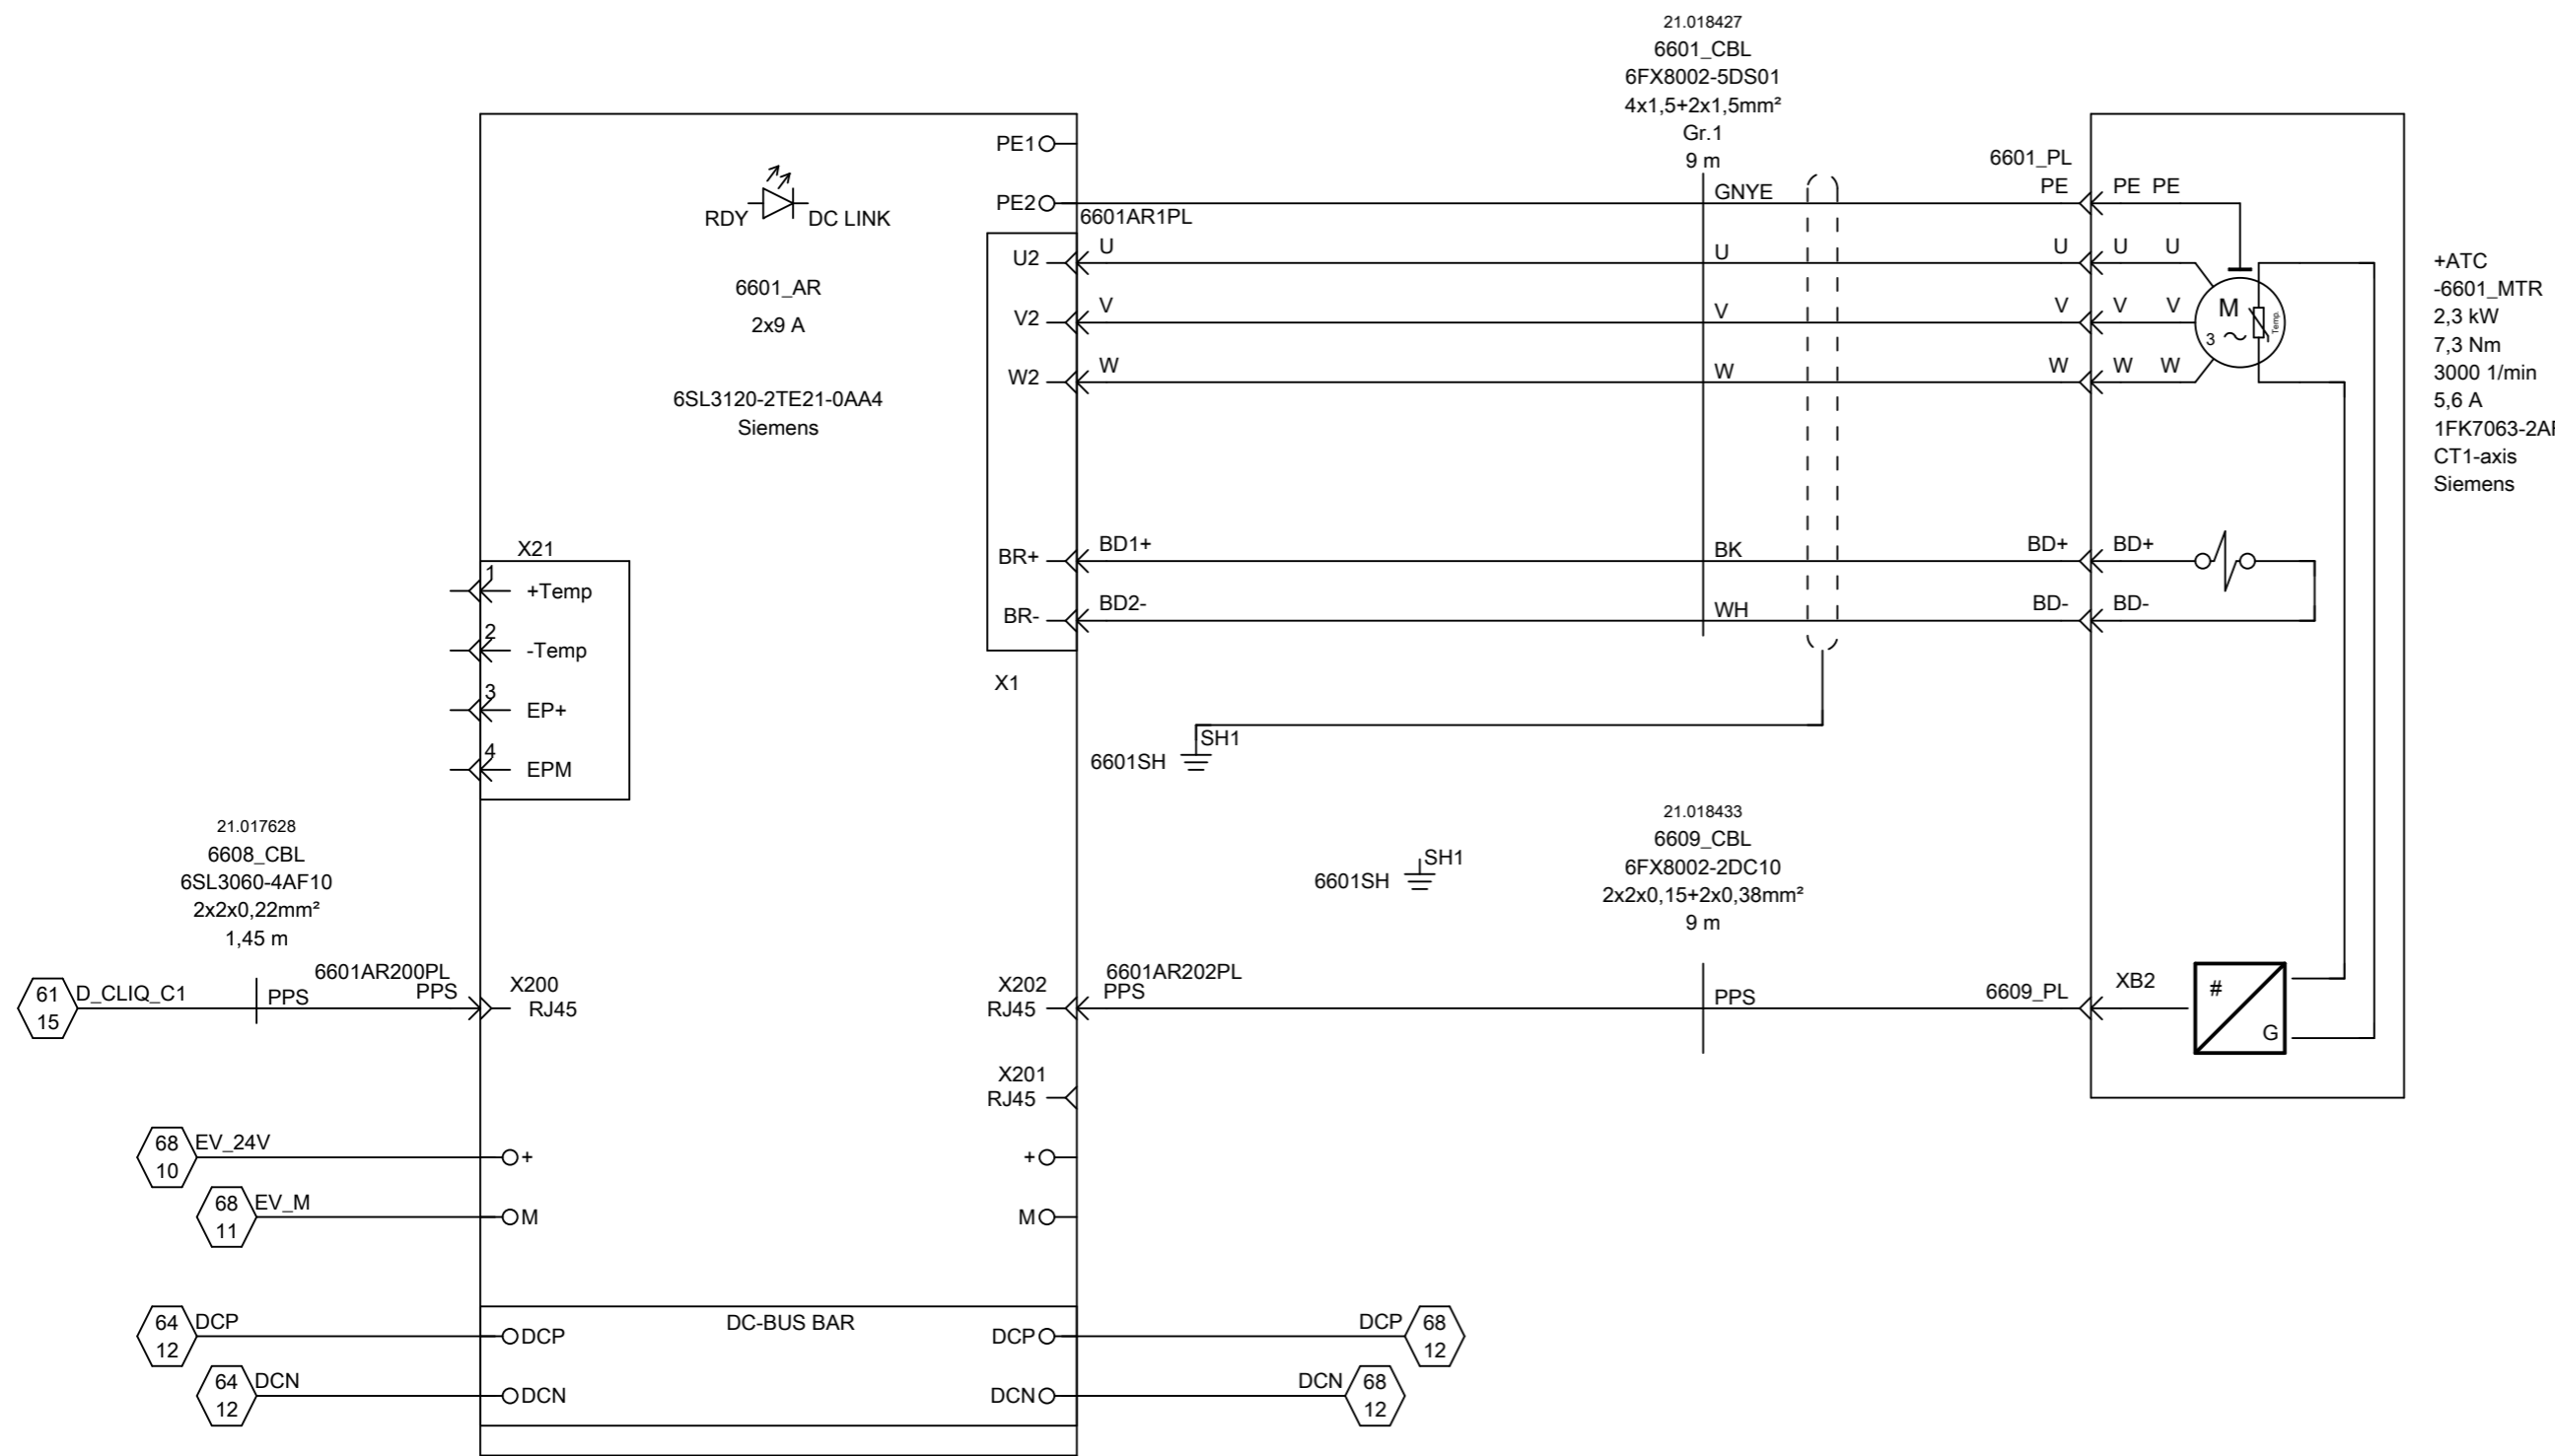 21.018427
6601_CBL
6FX8002-5DS01
4x1,5+2x1,5mm²
Gr.1
9 m
PE1
PE2
6601AR1PL
GNYE
6601_PL
PE
PE PE
RDY
DC LINK
6601_AR
2x9 A
6SL3120-2TE21-0AA4
Siemens
U2
U
U
U
U
U
V2
V
V
V
V
V
W2
W
W
W
W
W
M
3
Temp.
+ATC
-6601_MTR
2,3 kW
7,3 Nm
3000 1/min
5,6 A
1FK7063-2AF
CT1-axis
Siemens
BR+
BD1+
BK
BD+
BD+
BR-
BD2-
WH
BD-
BD-
X1
X21
1
+Temp
2
-Temp
3
EP+
4
EPM
SH1
6601SH
SH1
6601SH
21.017628
6608_CBL
6SL3060-4AF10
2x2x0,22mm²
1,45 m
21.018433
6609_CBL
6FX8002-2DC10
2x2x0,15+2x0,38mm²
9 m
61
15
D_CLIQ_C1
PPS
6601AR200PL
PPS
X200
RJ45
X202
RJ45
6601AR202PL
PPS
PPS
6609_PL
XB2
#
G
X201
RJ45
68
10
EV_24V
+
+
68
11
EV_M
M
M
DC-BUS BAR
64
12
DCP
DCP
DCP
DCP
68
12
64
12
DCN
DCN
DCN
DCN
68
12